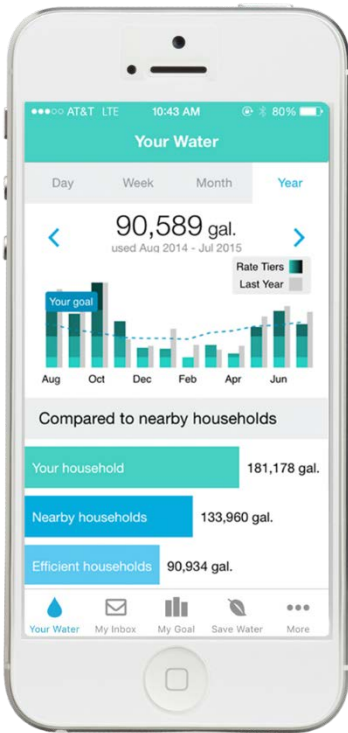 AT&T LTE 10:43 AM 80%
Your Water
Day Week Month Year
90,589 gal.
used Aug 2014 - Jul 2015
Rate Tiers
Last Year
Your goal
Aug Oct Dec Feb Apr Jun
Compared to nearby households
Your household 181,178 gal.
Nearby households 133,960 gal.
Efficient households 90,934 gal.
Your Water My Inbox My Goal Save Water More